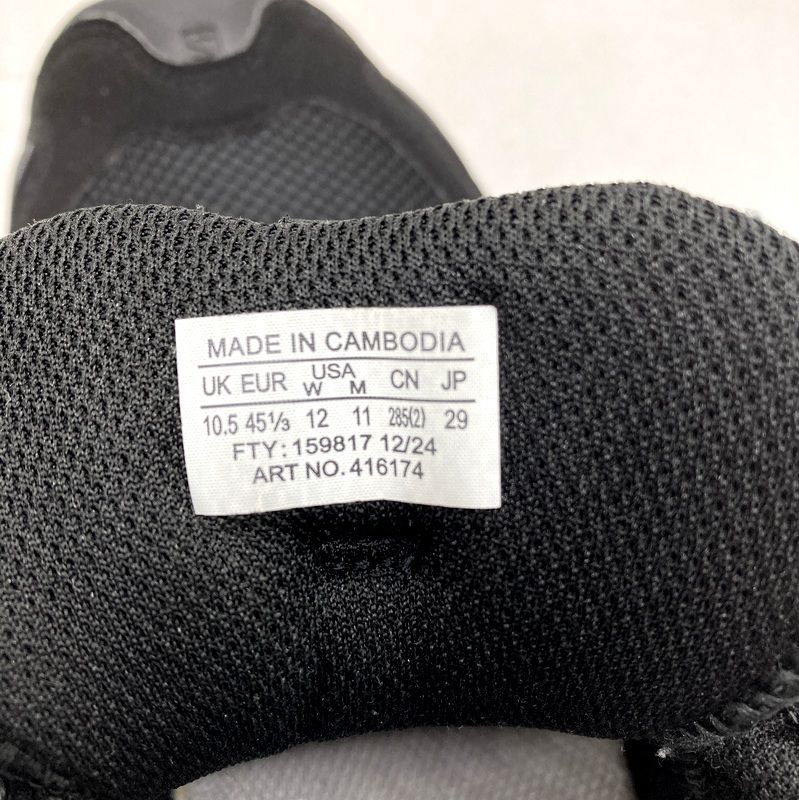 MADE IN CAMBODIA
UK EUR USA W M CN JP
10.5 45⅓ 12 11 285(2) 29
FTY: 159817 12/24
ART NO. 416174